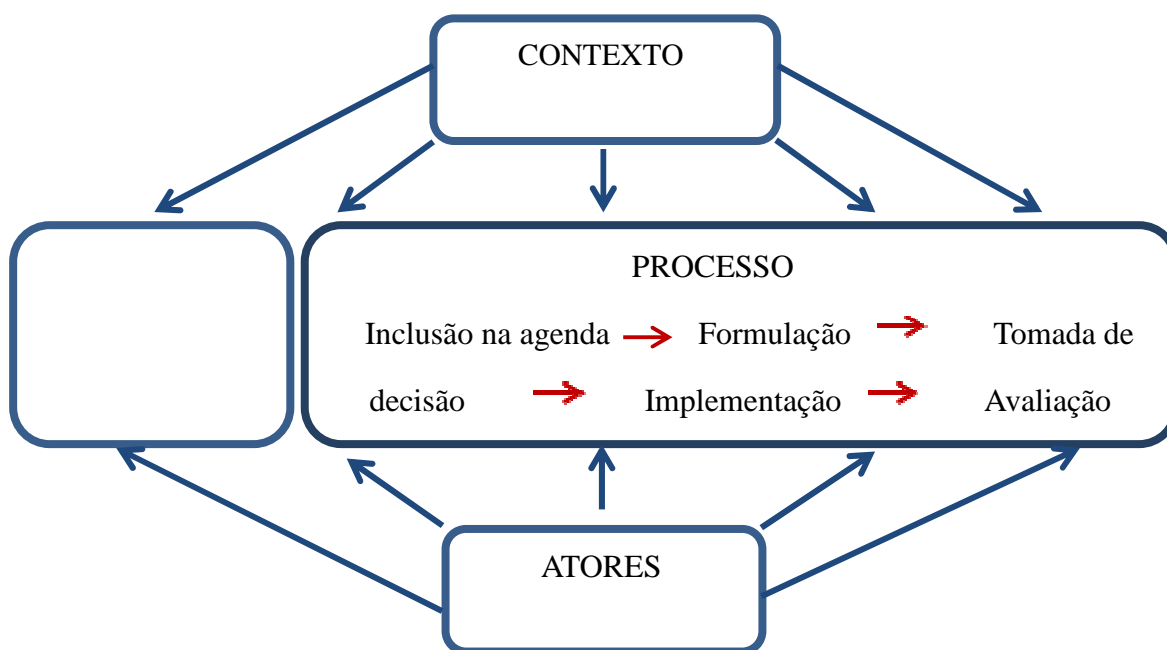 CONTEXTO
PROCESSO
Inclusão na agenda Formulação Tomada de
decisão Implementação Avaliação
ATORES